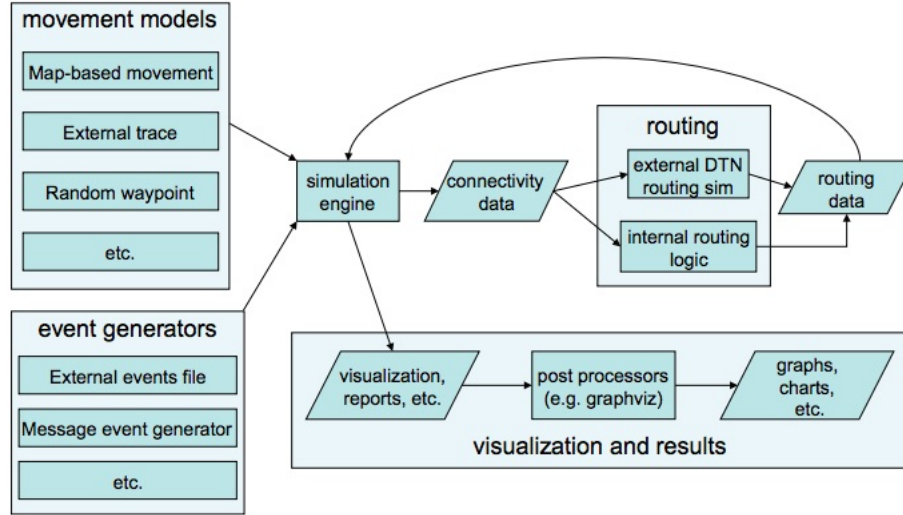 movement models
Map-based movement
External trace
Random waypoint
etc.
event generators
External events file
Message event generator
etc.
simulation
engine
connectivity
data
routing
external DTN
routing sim
internal routing
logic
routing
data
visualization,
reports, etc.
post processors
(e.g. graphviz)
graphs,
charts,
etc.
visualization and results